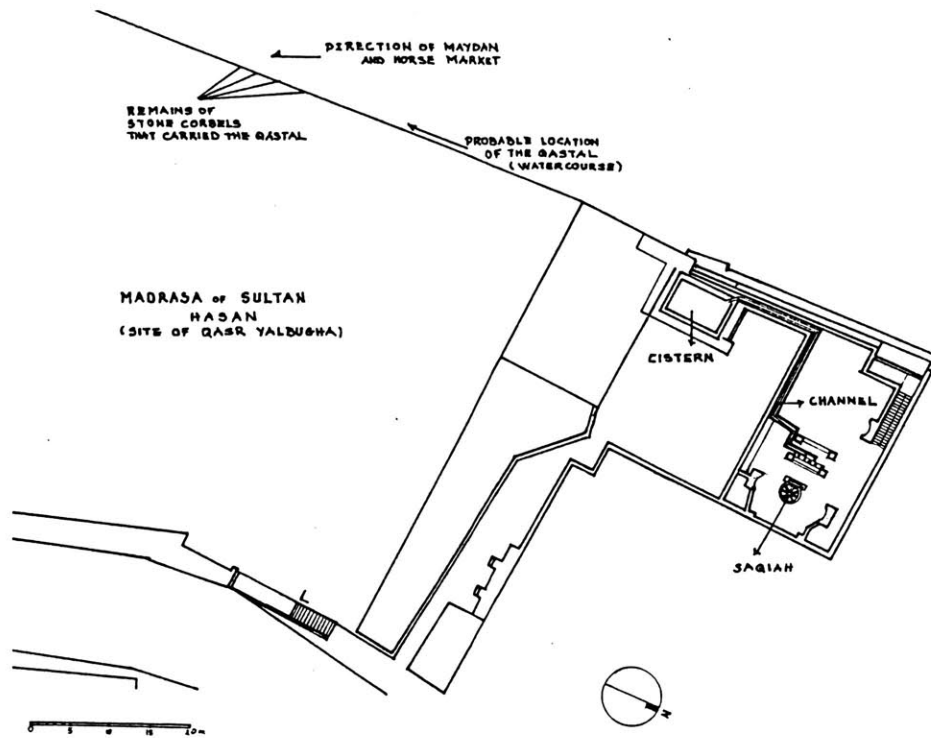 DIRECTION OF MAYDAN
AND HORSE MARKET
REMAINS OF
STONE CORBELS
THAT CARRIED THE QASTAL
PROBABLE LOCATION
OF THE QASTAL
(WATERCOURSE)
MADRASA OF SULTAN
HASAN
(SITE OF QASR YALBUGHA)
CISTERN
CHANNEL
SAQIAH
L
N
0 5 10 15 20m